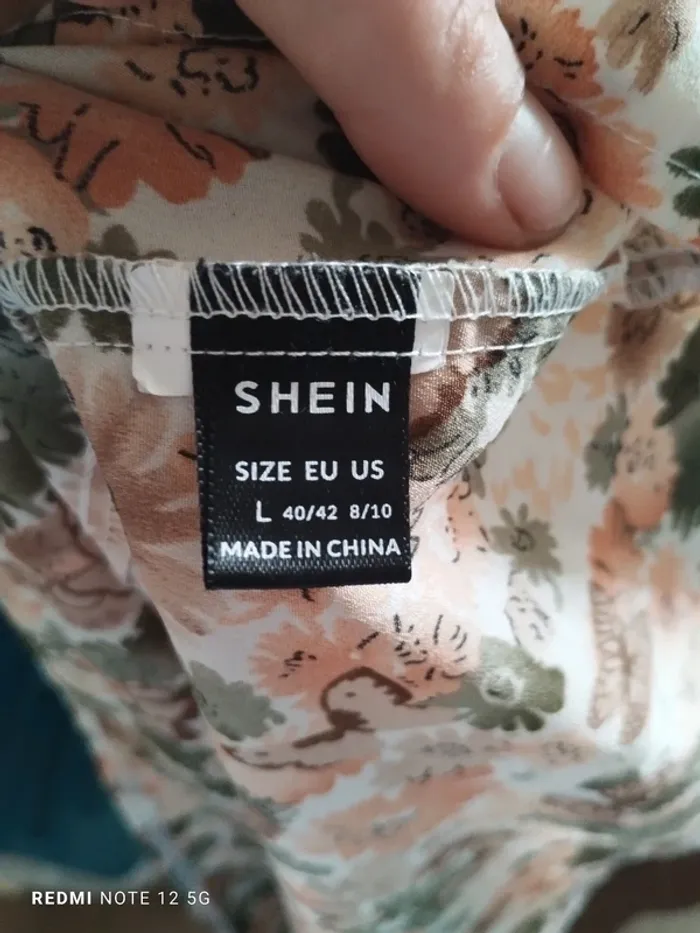 SHEIN
SIZE EU US
L 40/42 8/10
MADE IN CHINA
REDMI NOTE 12 5G